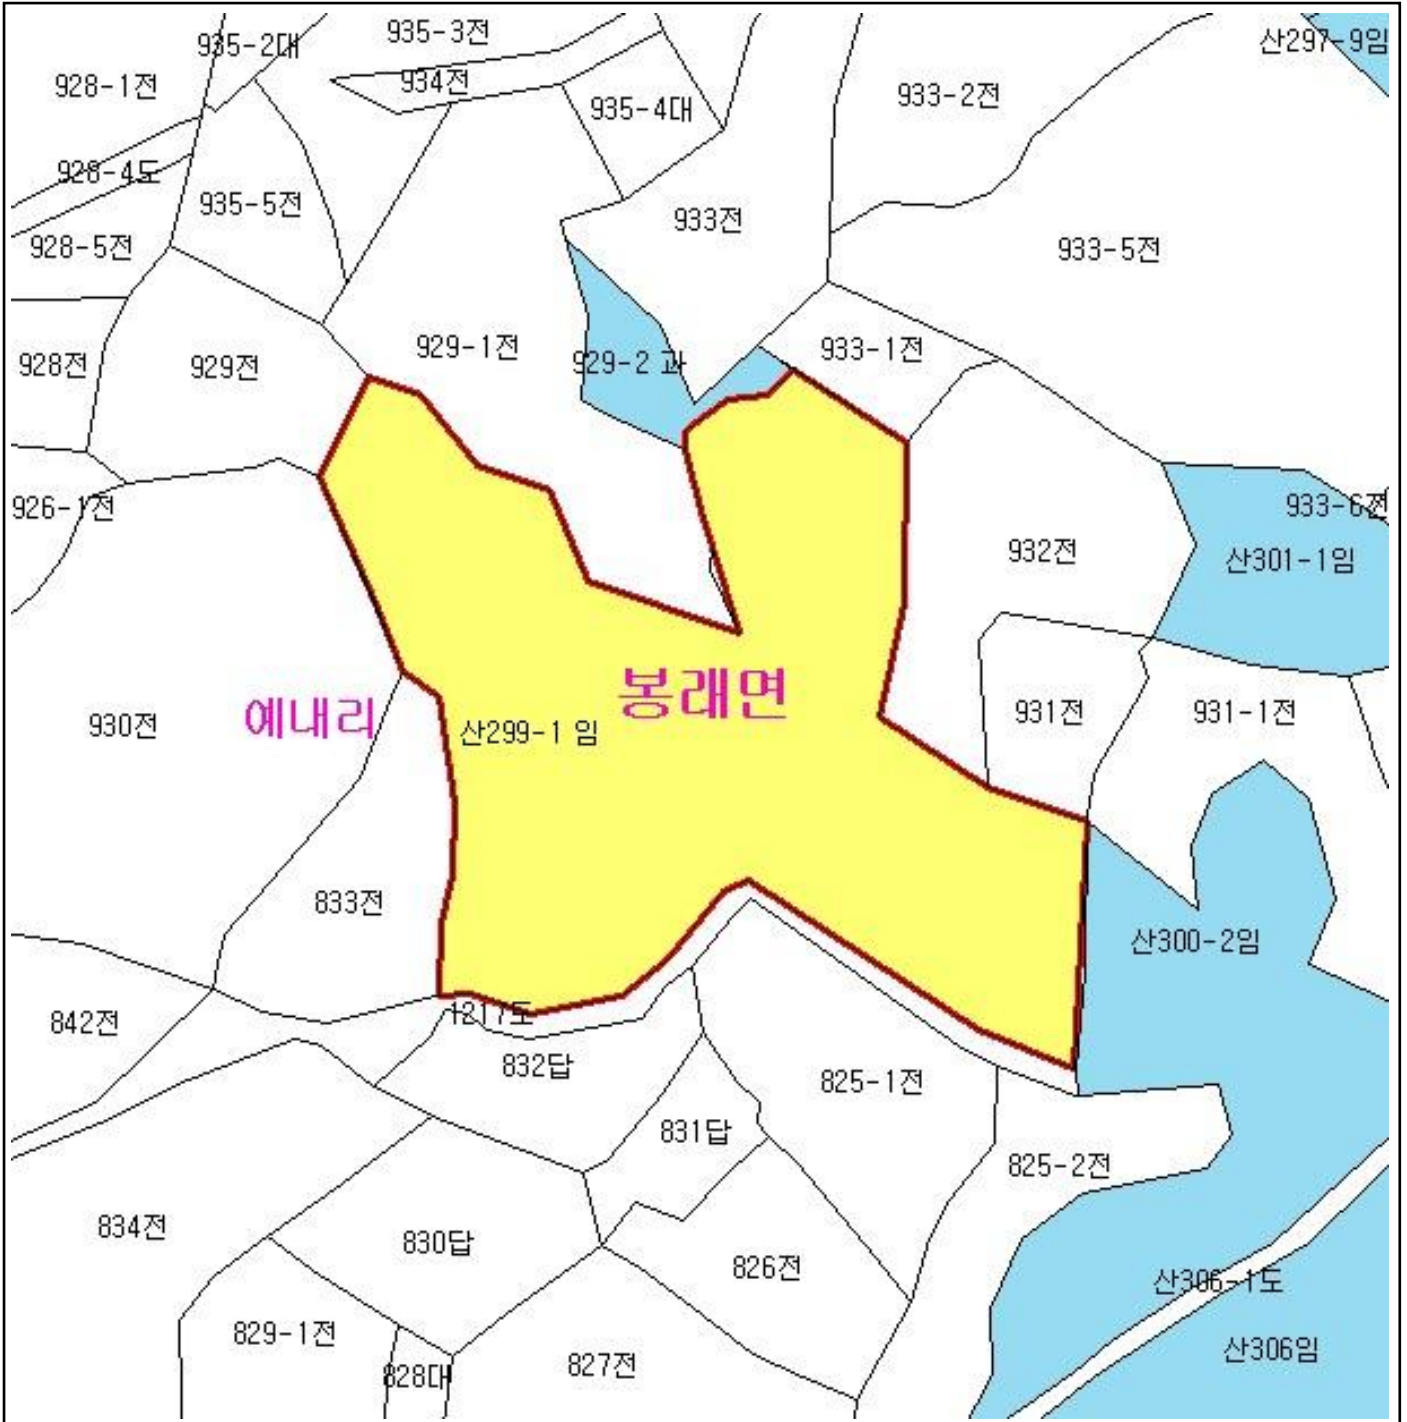 935-2대
935-3전
산297-9임
928-1전
934전
935-4대
933-2전
928-4도
935-5전
933전
928-5전
933-5전
928전
929전
929-1전
929-2 과
933-1전
926-1전
933-6전
932전
산301-1임
930전
예내리
산299-1 임
봉래면
931전
931-1전
833전
산300-2임
842전
1217도
832답
825-1전
831답
825-2전
834전
830답
826전
산306-1도
829-1전
828대
827전
산306임